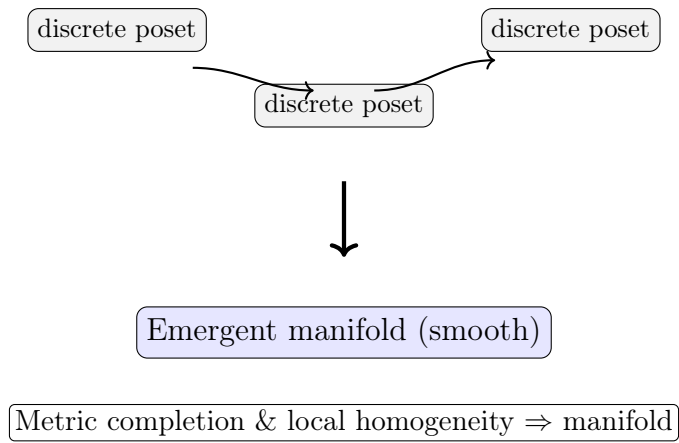 discrete poset
discrete poset
discrete poset
Emergent manifold (smooth)
Metric completion & local homogeneity ⇒ manifold